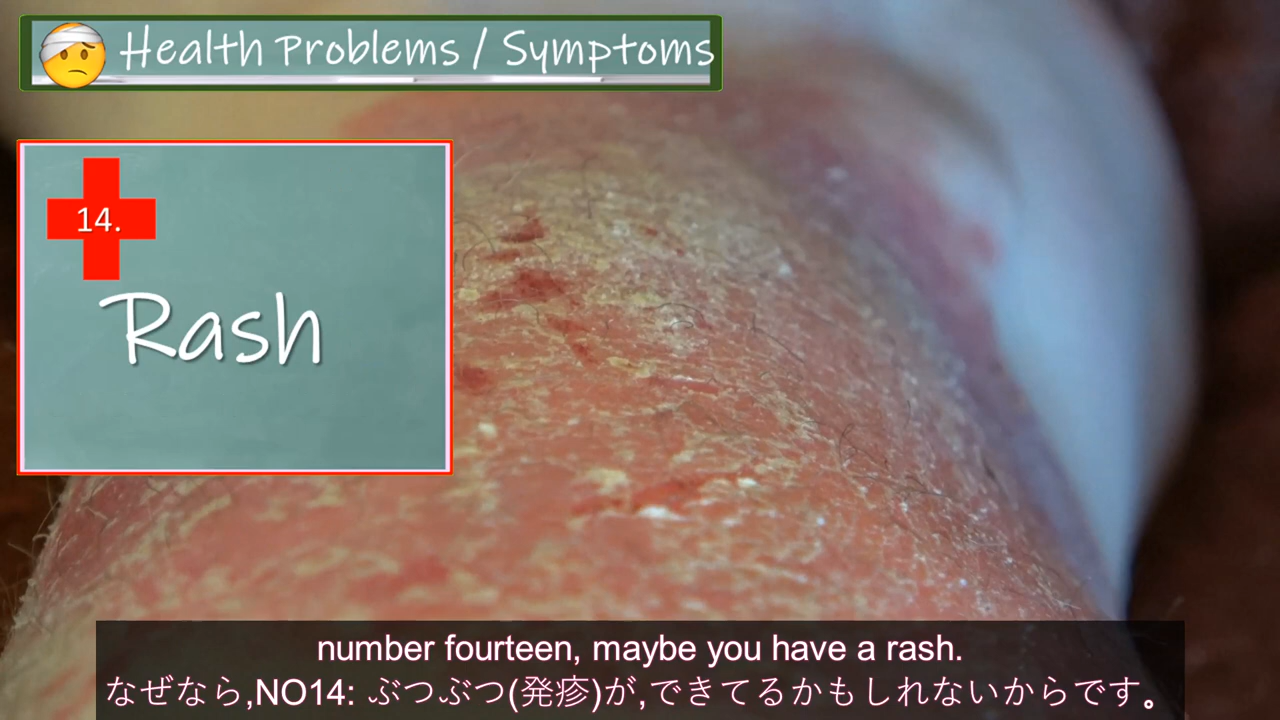 Health Problems / Symptoms
14.
Rash
number fourteen, maybe you have a rash.
なぜなら,NO14: ぶつぶつ(発疹)が,できてるかもしれないからです。